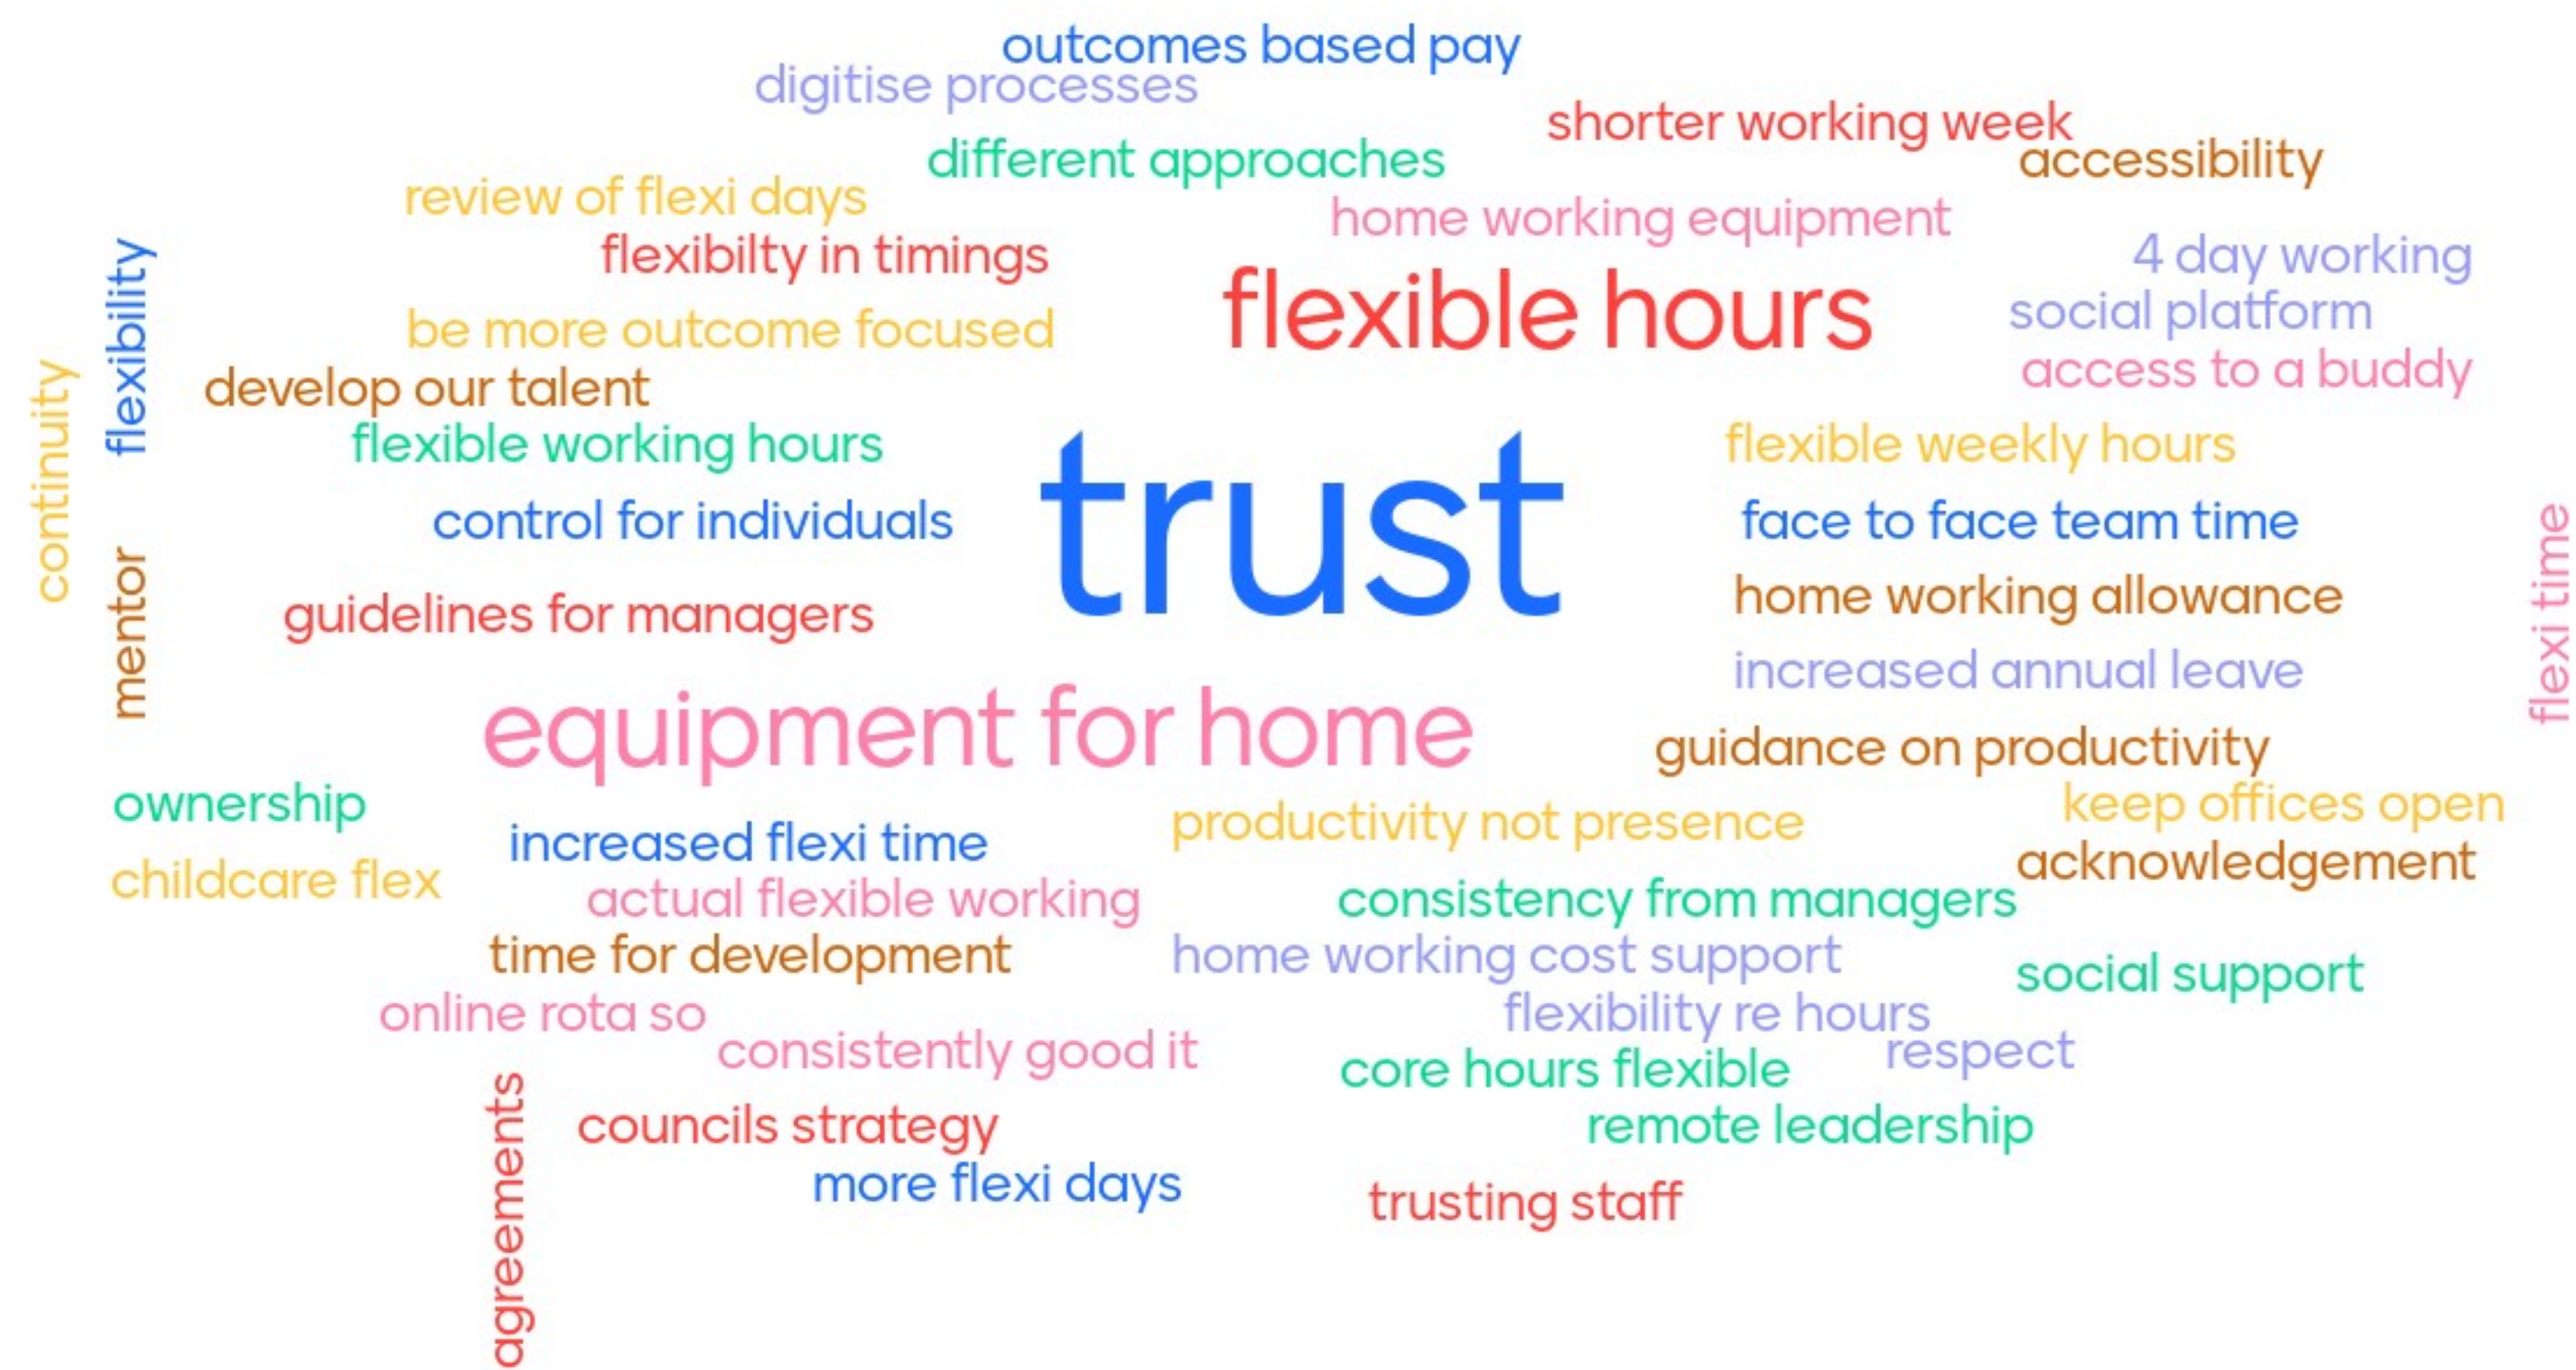 outcomes based pay
digitise processes
shorter working week
different approaches
accessibility
review of flexi days
home working equipment
flexibilty in timings
4 day working
flexibility
flexible hours
social platform
be more outcome focused
access to a buddy
develop our talent
continuity
flexible working hours
trust
flexible weekly hours
control for individuals
face to face team time
flexi time
mentor
home working allowance
guidelines for managers
increased annual leave
equipment for home
guidance on productivity
ownership
keep offices open
productivity not presence
increased flexi time
acknowledgement
childcare flex
actual flexible working
consistency from managers
time for development
home working cost support
social support
online rota so
flexibility re hours
consistently good it
respect
core hours flexible
agreements
councils strategy
remote leadership
more flexi days
trusting staff